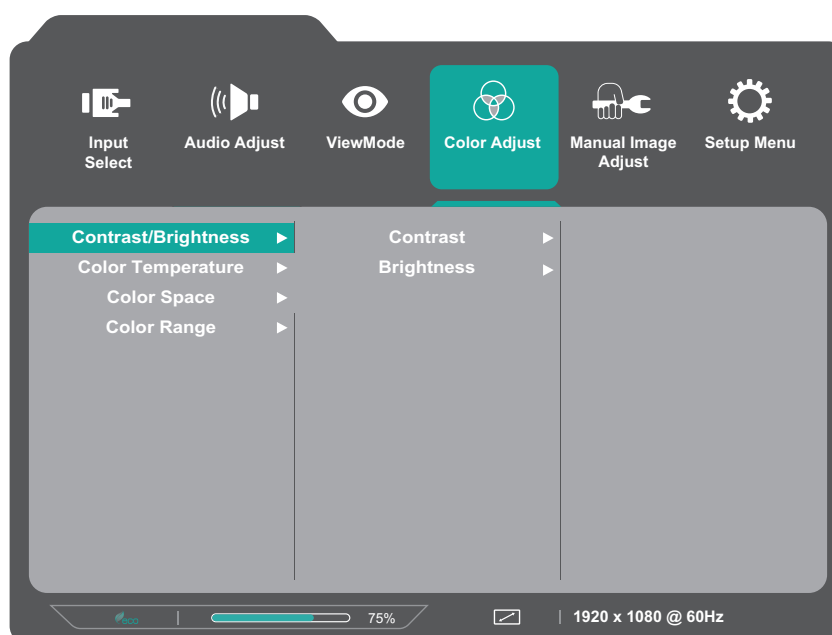 Input
Select
Audio Adjust
ViewMode
Color Adjust
Manual Image
Adjust
Setup Menu
Contrast/Brightness
Color Temperature
Color Space
Color Range
Contrast
Brightness
eco
75%
1920 x 1080 @ 60Hz